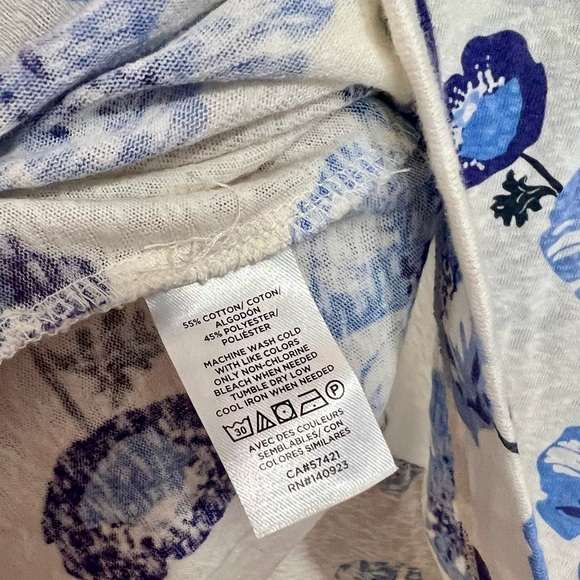 55% COTTON/ COTON/
ALGODÓN
45% POLYESTER/
POLIÉSTER
MACHINE WASH COLD
WITH LIKE COLORS
ONLY NON-CHLORINE
BLEACH WHEN NEEDED
TUMBLE DRY LOW
COOL IRON WHEN NEEDED
30 P
AVEC DES COULEURS
SEMBLABLES/ CON
COLORES SIMILARES
CA#57421
RN#140923